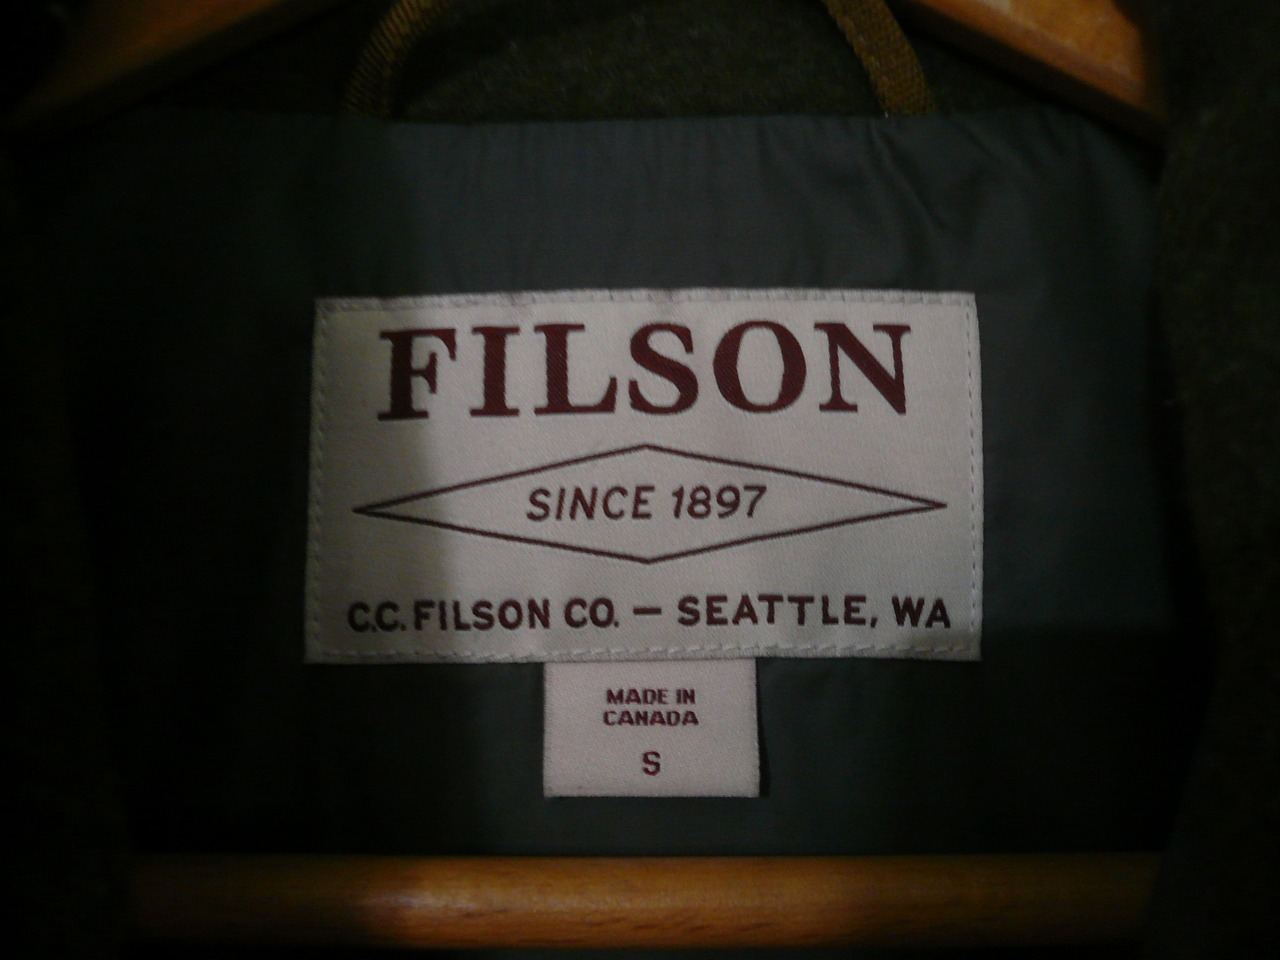 FILSON
SINCE 1897
C.C. FILSON CO. — SEATTLE, WA
MADE IN
CANADA
S